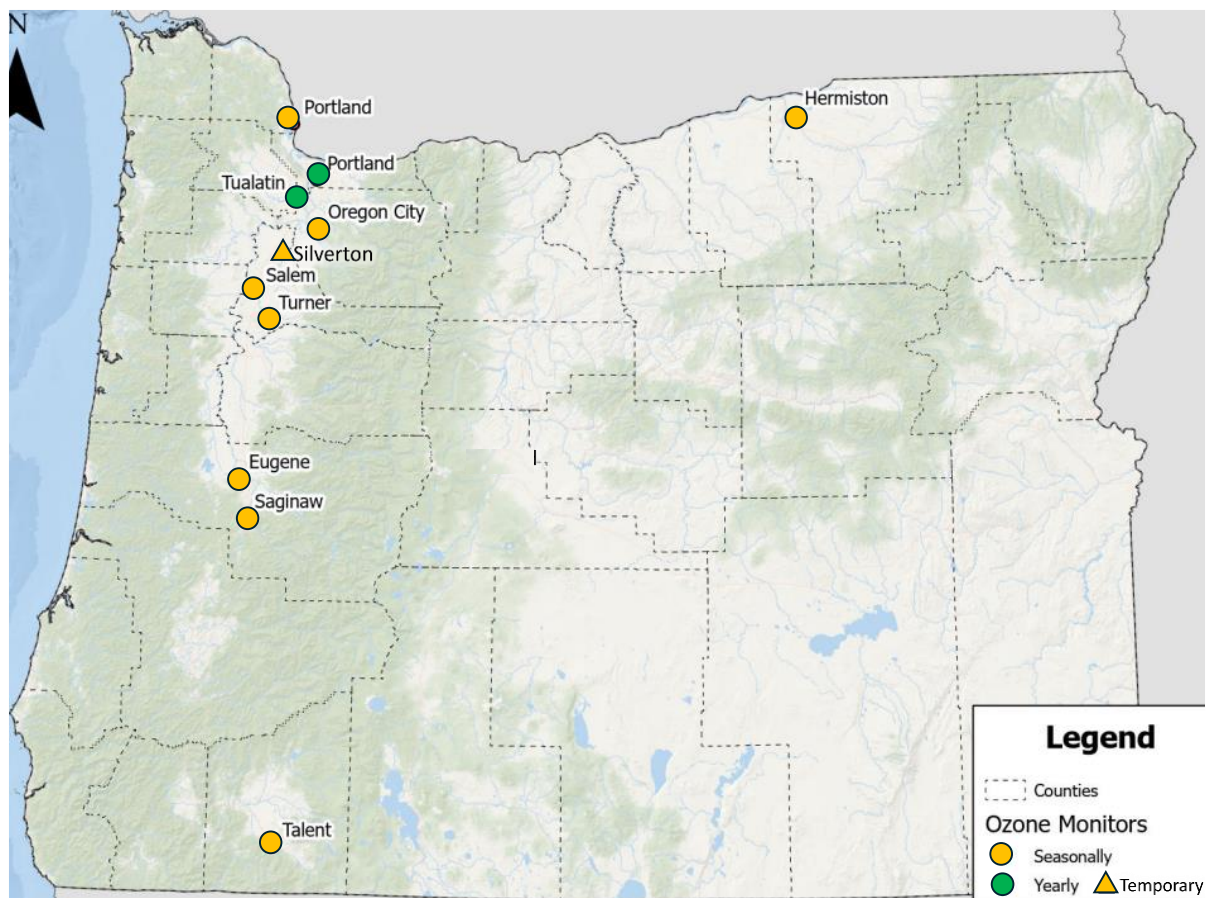 N
Portland
Hermiston
Portland
Tualatin
Oregon City
Silverton
Salem
Turner
Eugene
Saginaw
Talent
Legend
Counties
Ozone Monitors
Seasonally
Yearly
Temporary